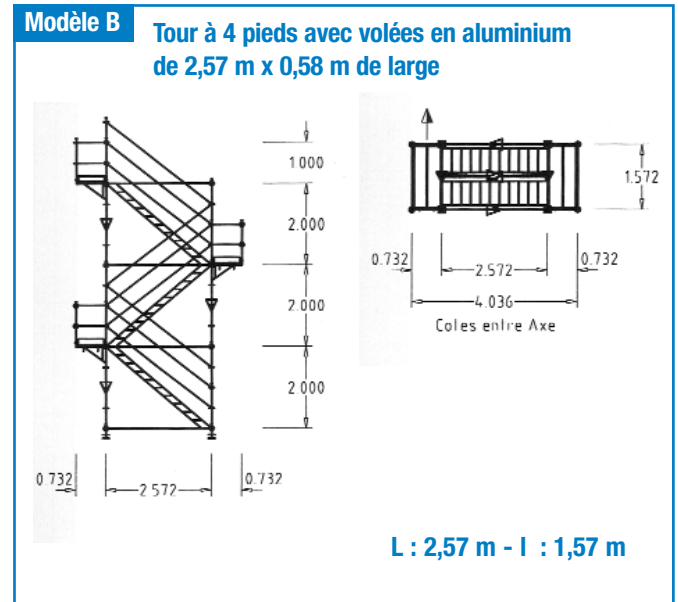 Modèle B
Tour à 4 pieds avec volées en aluminium
de 2,57 m x 0,58 m de large
1000
2.000
2.000
2 000
0.732
2 572
0.732
1.572
0.732
2.572
0.732
4.036
Cotes entre Axe
L : 2,57 m - l : 1,57 m